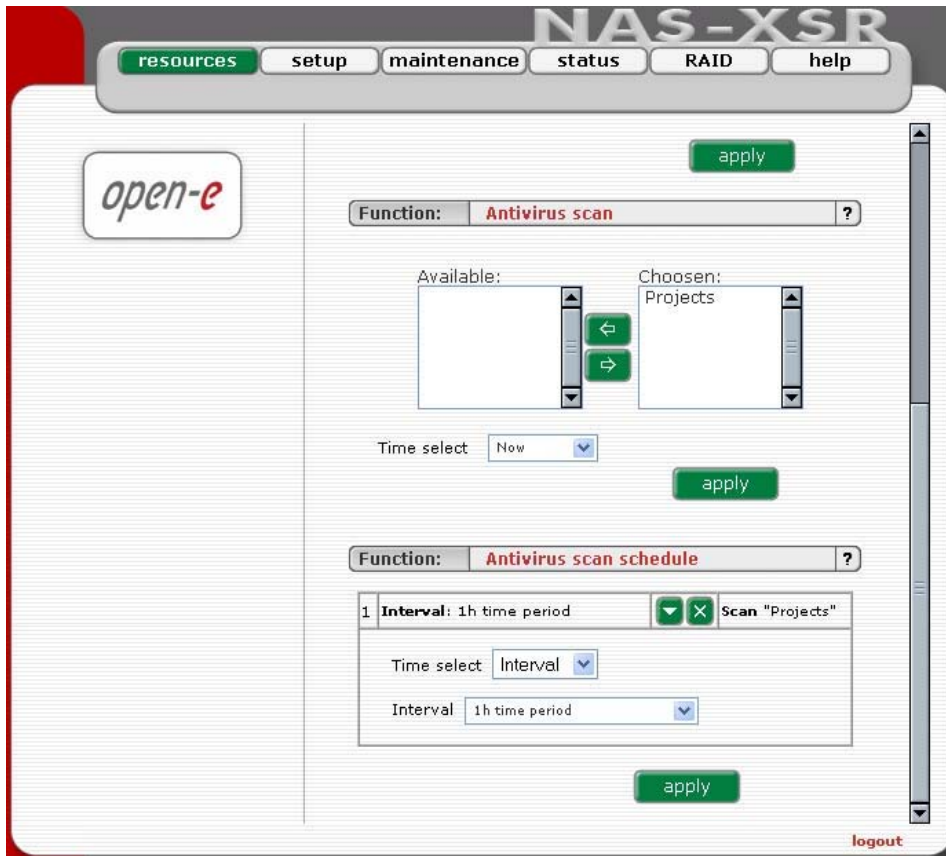 NAS-XSR
resources setup maintenance status RAID help
open-e
apply
Function: Antivirus scan ?
Available: Choosen:
Projects
Time select Now
apply
Function: Antivirus scan schedule ?
1 Interval: 1h time period Scan "Projects"
Time select Interval
Interval 1h time period
apply
logout